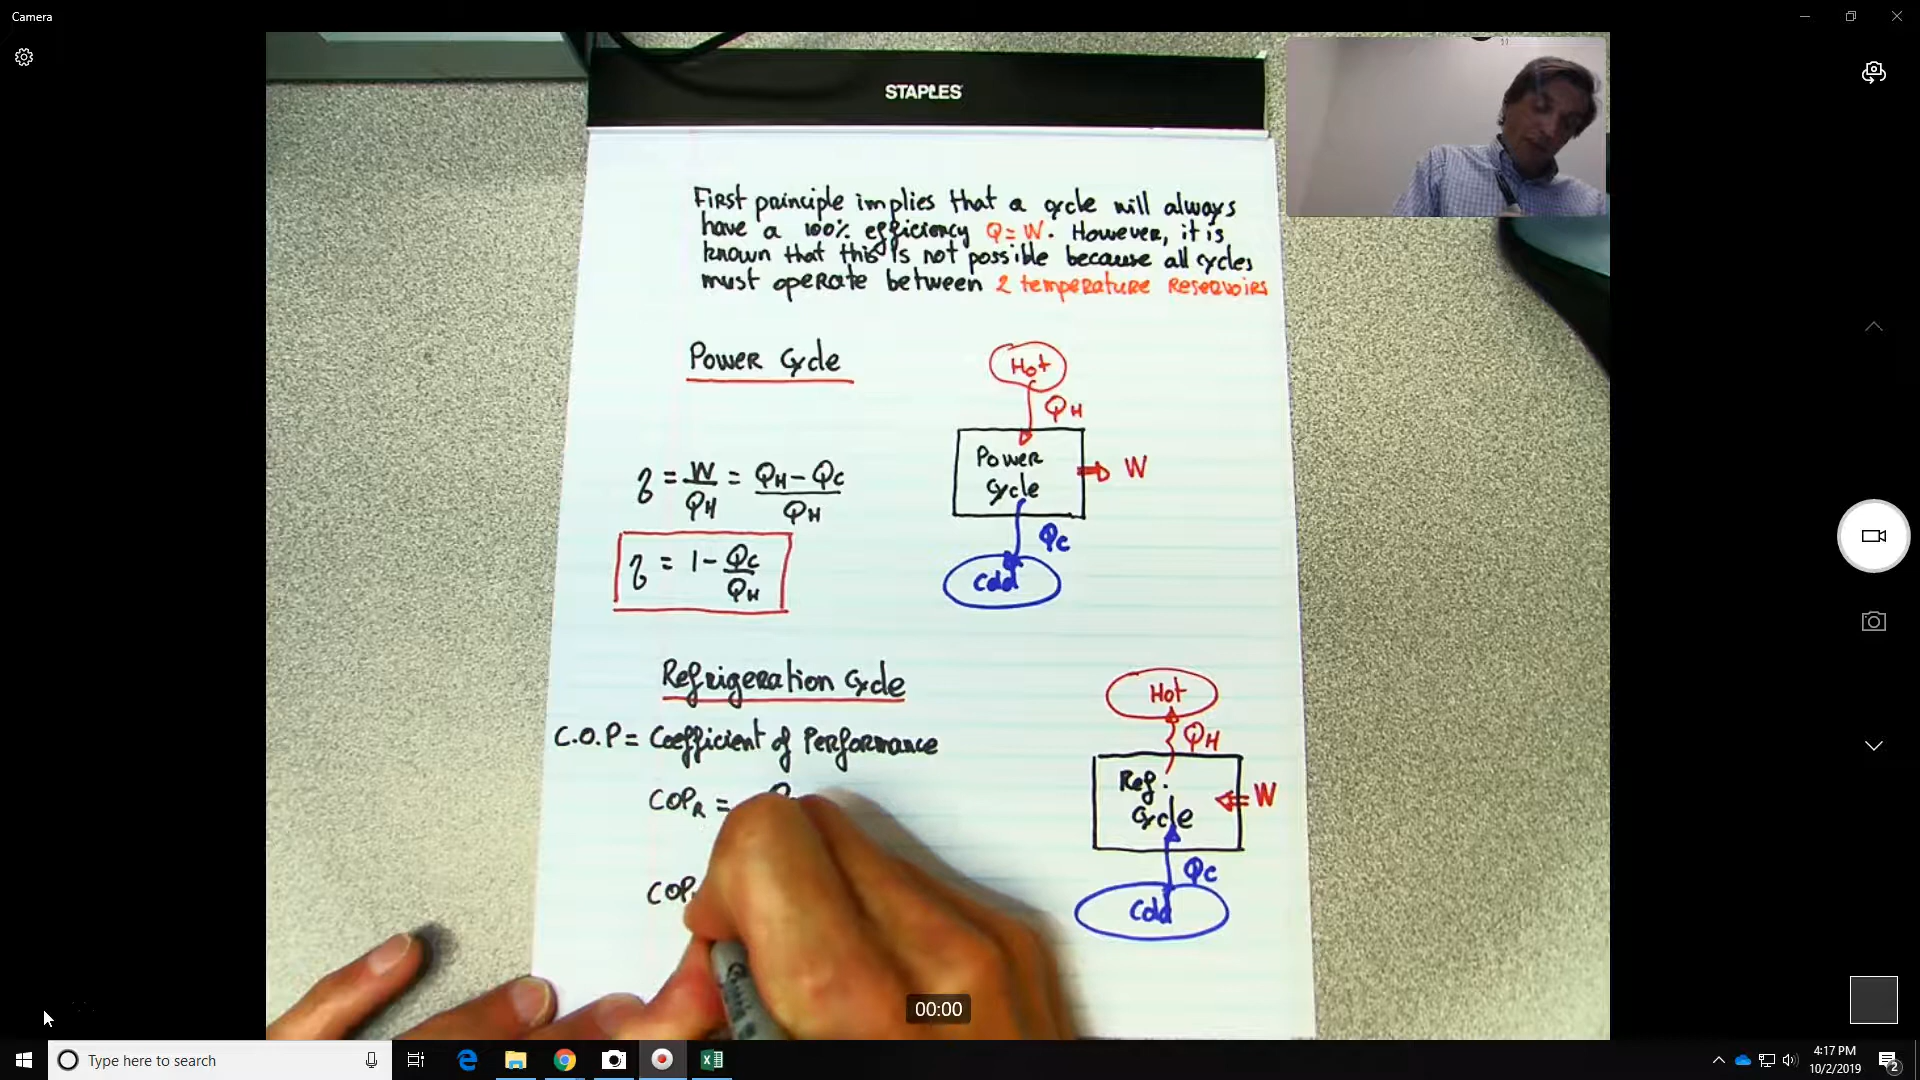 Camera
STAPLES
First principle implies that a cycle will always
have a 100% efficiency Q = W. However, it is
known that this is not possible because all cycles
must operate between 2 temperature Reservoirs
Power Cycle
Hot
QH
Power
Cycle
W
η = W/QH = QH - QC/QH
η = 1 - QC/QH
QC
Cold
Refrigeration Cycle
C.O.P = Coefficient of Performance
COPR =
COP
Hot
QH
Ref.
Cycle
W
QC
Cold
00:00
Type here to search
4:17 PM
10/2/2019
2